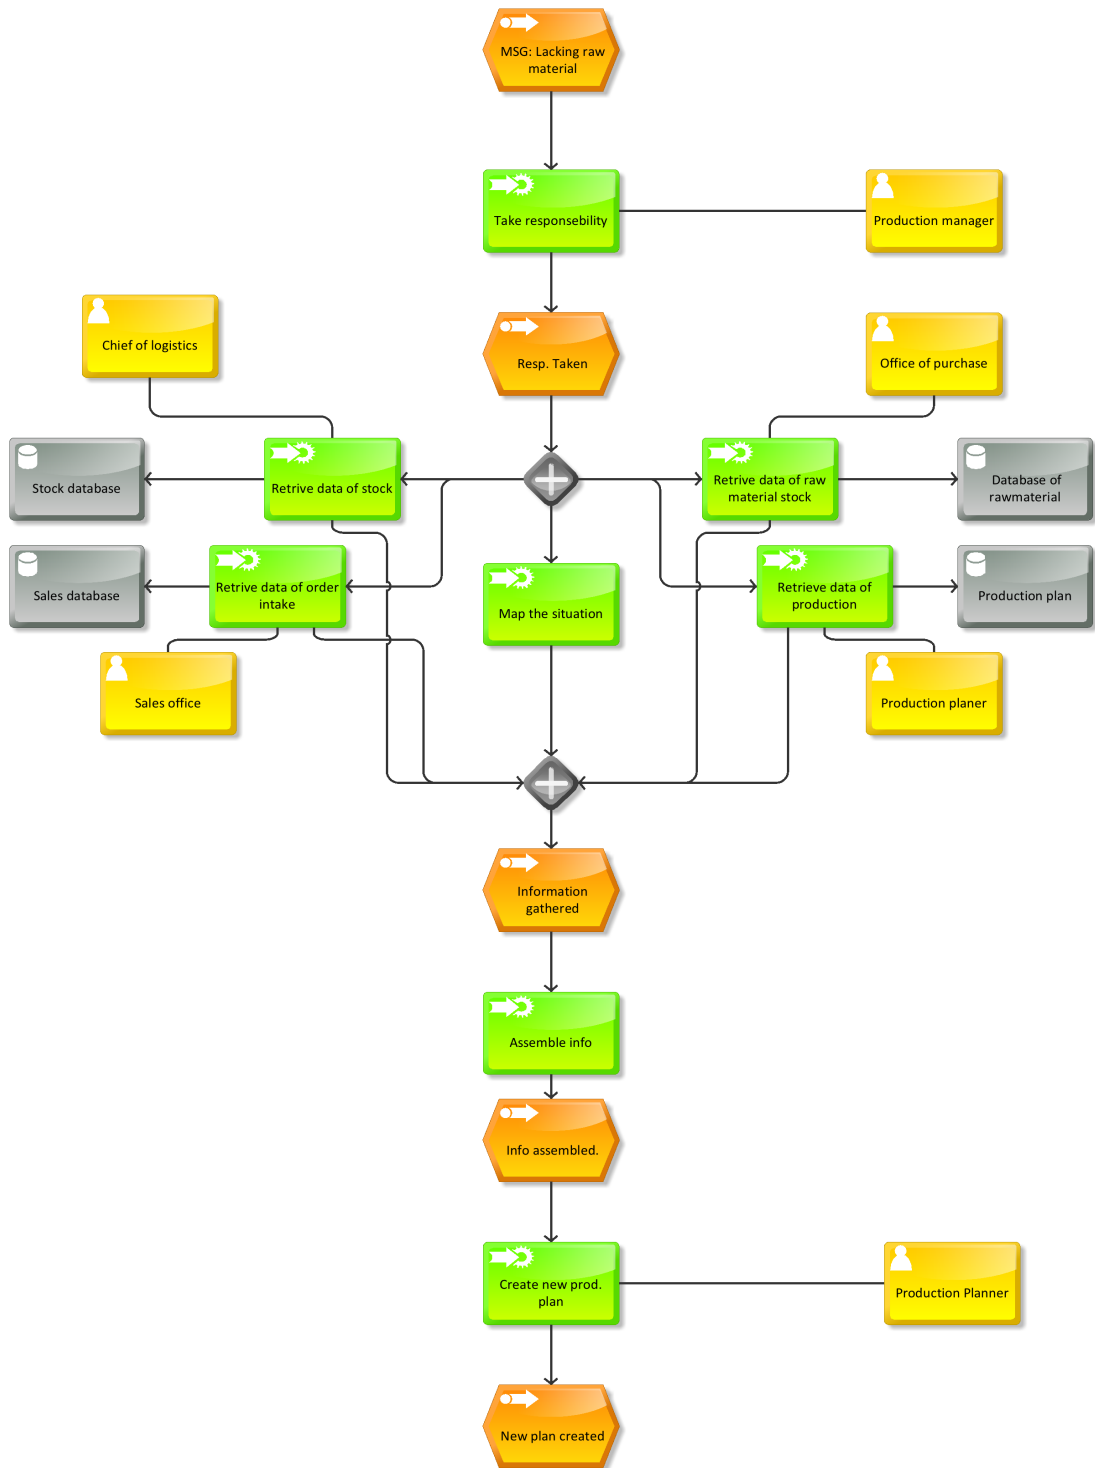 MSG: Lacking raw
material
Take responsebility
Production manager
Chief of logistics
Resp. Taken
Office of purchase
Stock database
Retrive data of stock
Retrive data of raw
material stock
Database of
rawmaterial
Sales database
Retrive data of order
intake
Map the situation
Retrieve data of
production
Production plan
Sales office
Production planer
Information
gathered
Assemble info
Info assembled.
Create new prod.
plan
Production Planner
New plan created